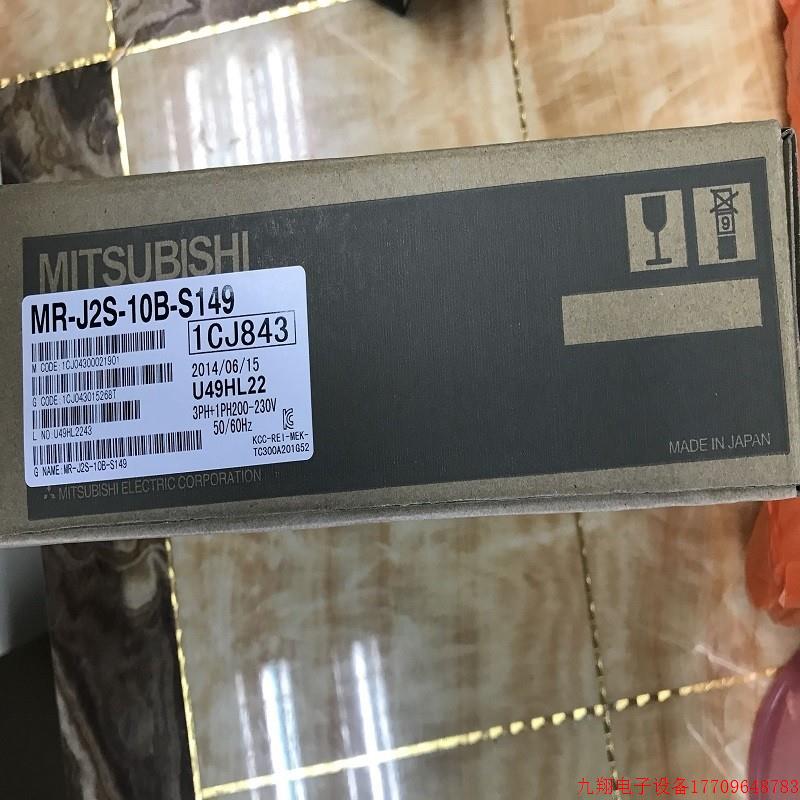 MITSUBISHI
MR-J2S-10B-S149
1CJ843
M CODE:1CJ04300021901
2014/06/15
G CODE:1CJ043015268T
U49HL22
3PH+1PH200-230V
50/60Hz
L NO U49HL2243
KCC-REI-MEK-
TC300A201G52
G NAME:MR-J2S-10B-S149
MITSUBISHI ELECTRIC CORPORATION
9
MADE IN JAPAN
九翔电子设备17709648783